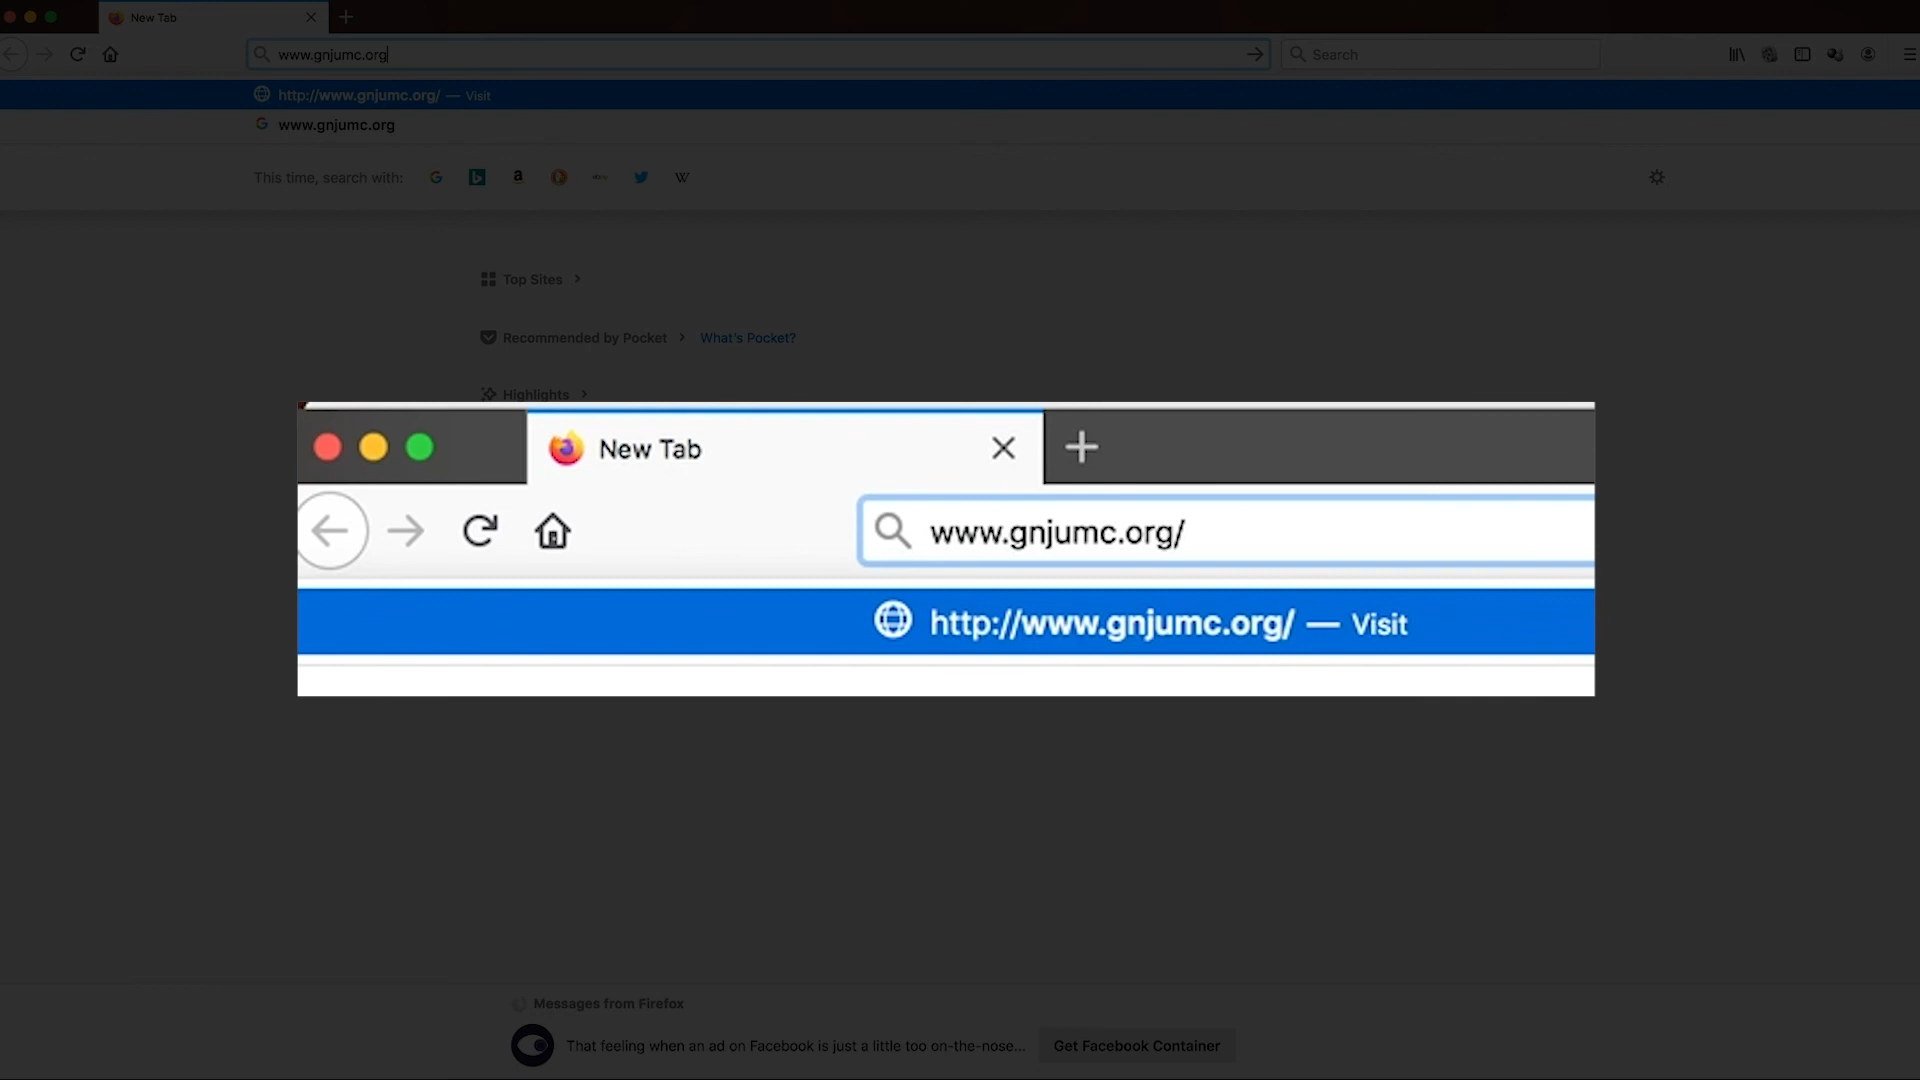 New Tab
www.gnjumc.org
Search
http://www.gnjumc.org/ — Visit
www.gnjumc.org
This time, search with:
Top Sites
Recommended by Pocket
What's Pocket?
Highlights
New Tab
www.gnjumc.org/
http://www.gnjumc.org/ — Visit
Messages from Firefox
That feeling when an ad on Facebook is just a little too on-the-nose...
Get Facebook Container